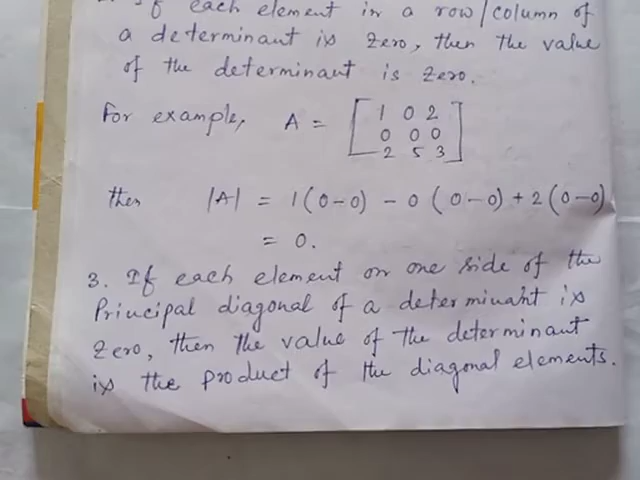 If each element in a row/column of
a determinant is zero, then the value
of the determinant is zero.
For example, A = [ 1 0 2
0 0 0
2 5 3 ]
then |A| = 1(0-0) - 0 (0-0) + 2 (0-0)
= 0.
3. If each element on one side of the
Principal diagonal of a determinant is
zero, then the value of the determinant
is the product of the diagonal elements.